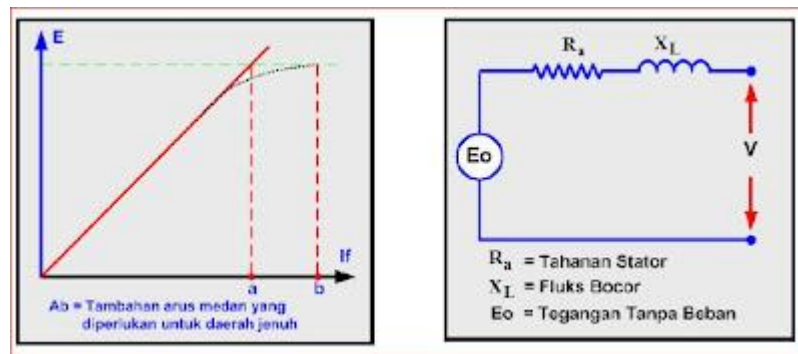 E
If
a
b
Ab = Tambahan arus medan yang
diperlukan untuk daerah jenuh
Ra
XL
Eo
V
Ra = Tahanan Stator
XL = Fluks Bocor
Eo = Tegangan Tanpa Beban